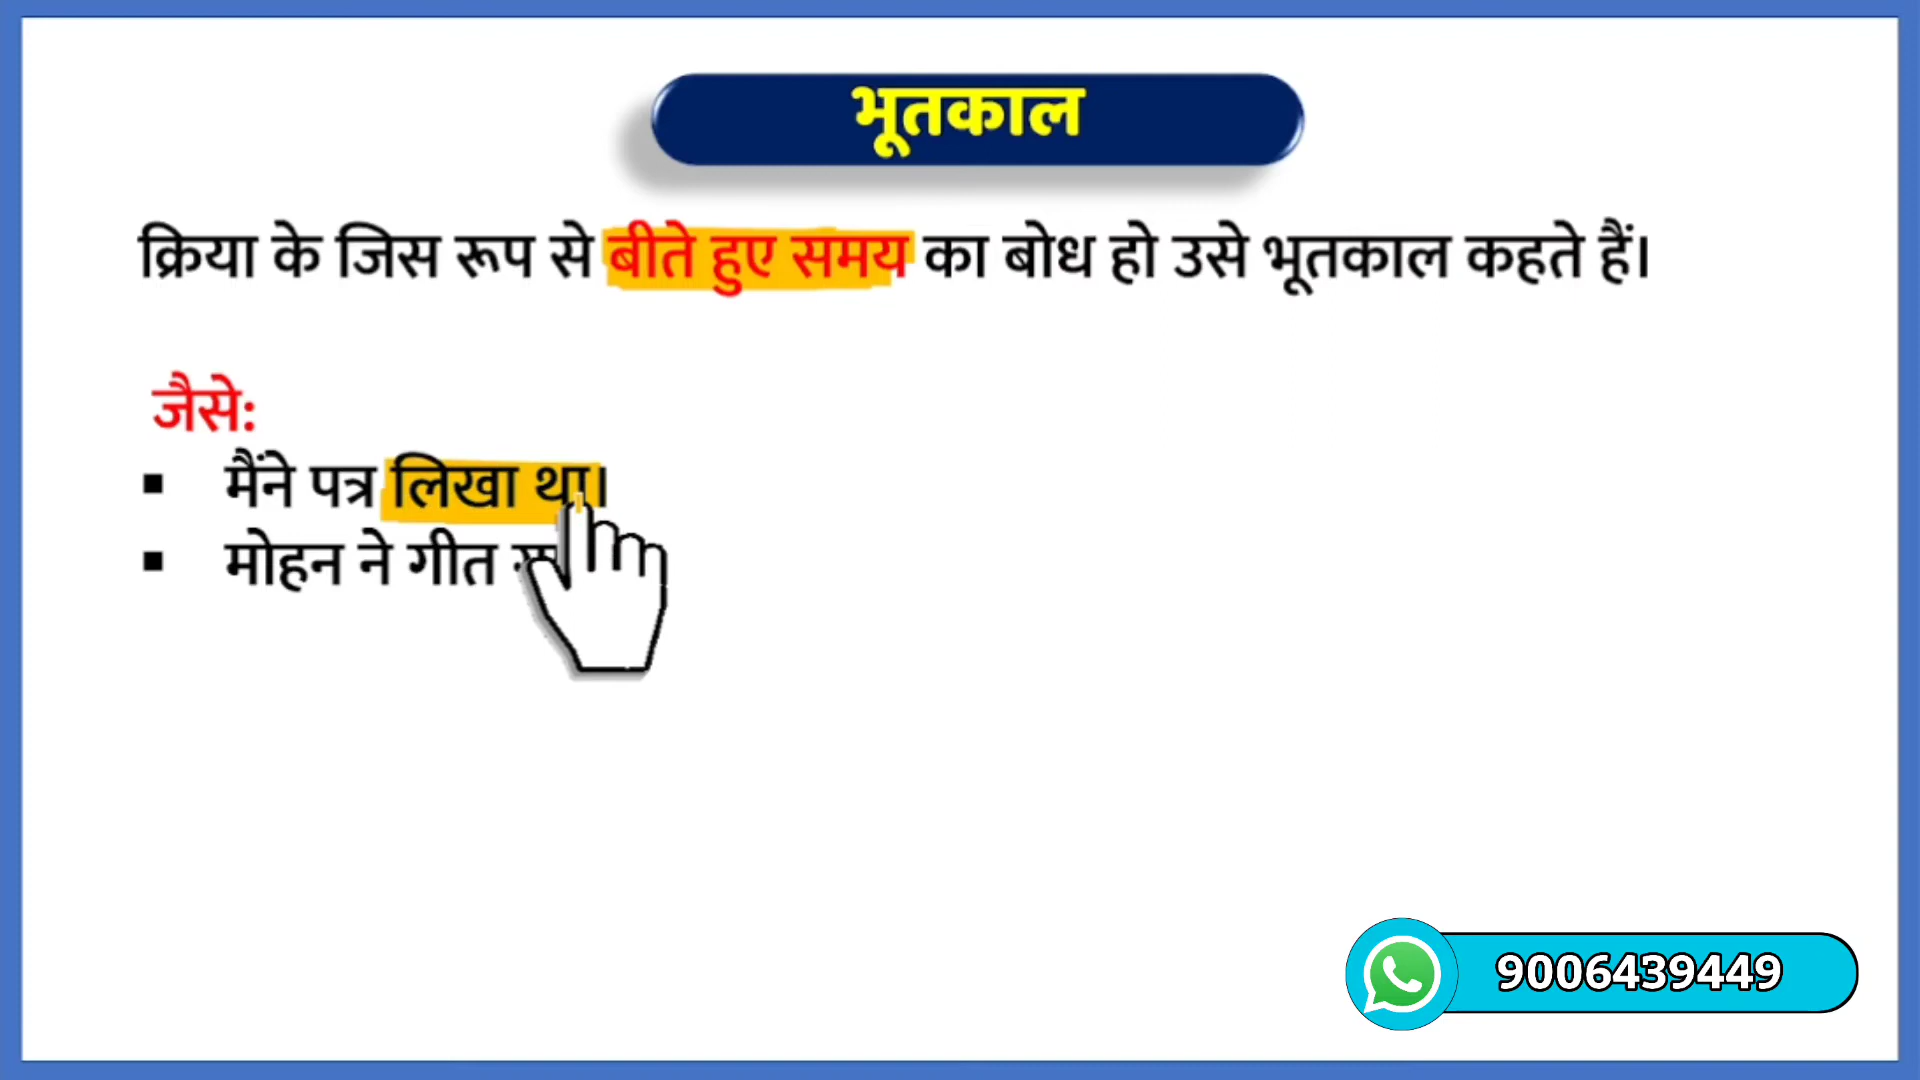 भूतकाल
क्रिया के जिस रूप से बीते हुए समय का बोध हो उसे भूतकाल कहते हैं।
जैसे:
▪ मैंने पत्र लिखा था।
▪ मोहन ने गीत
9006439449